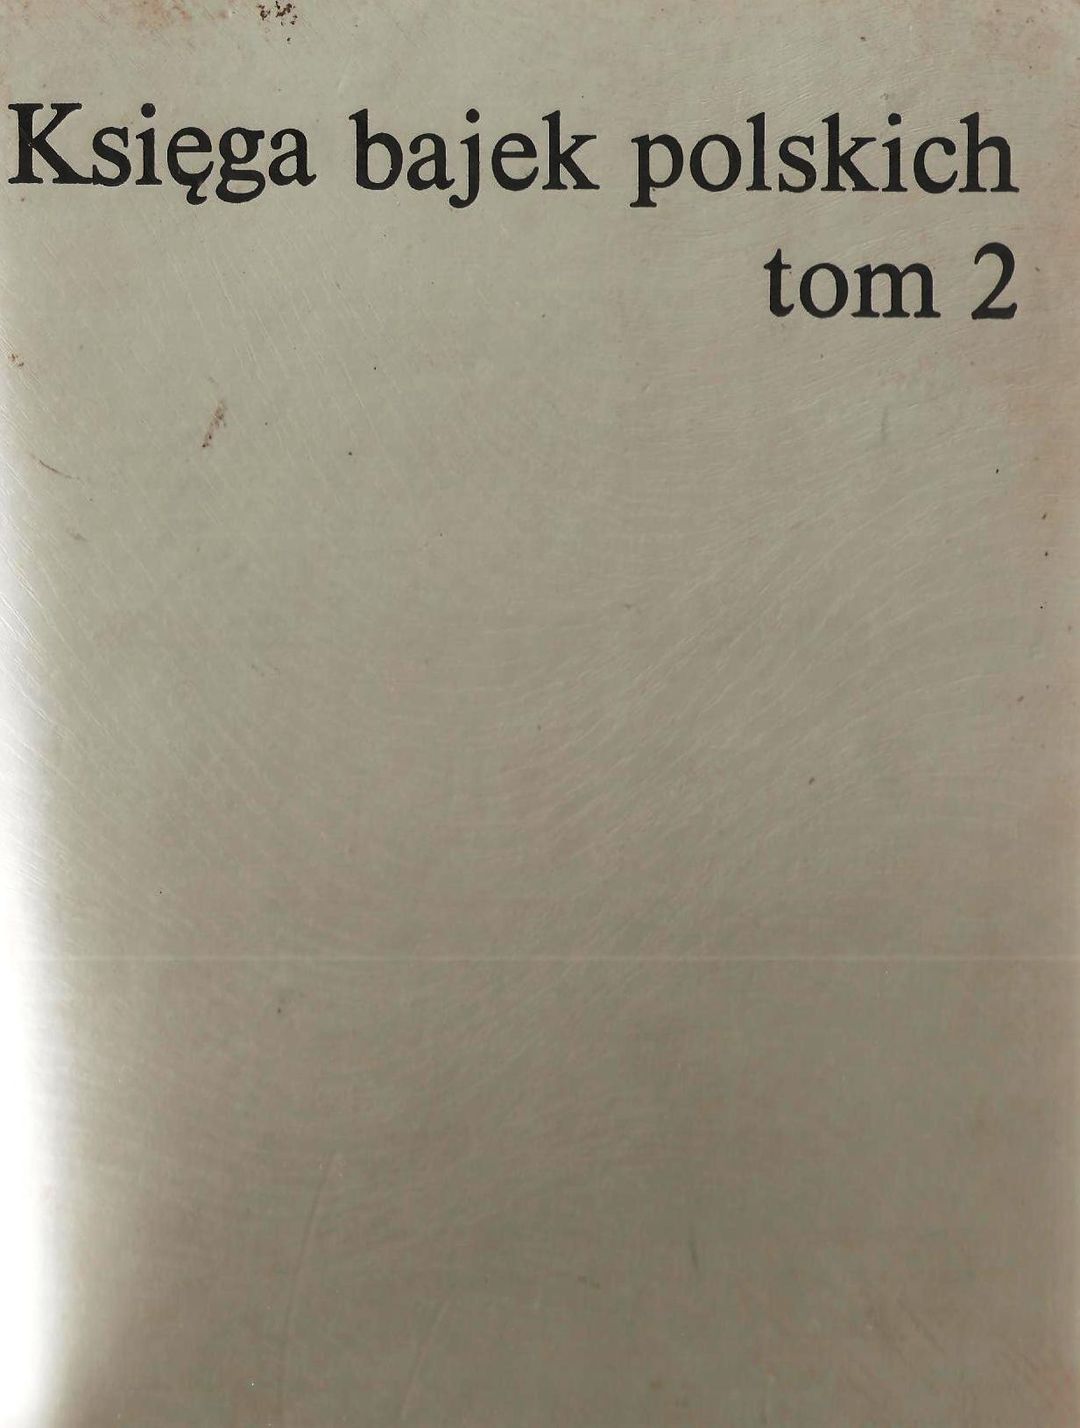 Księga bajek polskich
tom 2